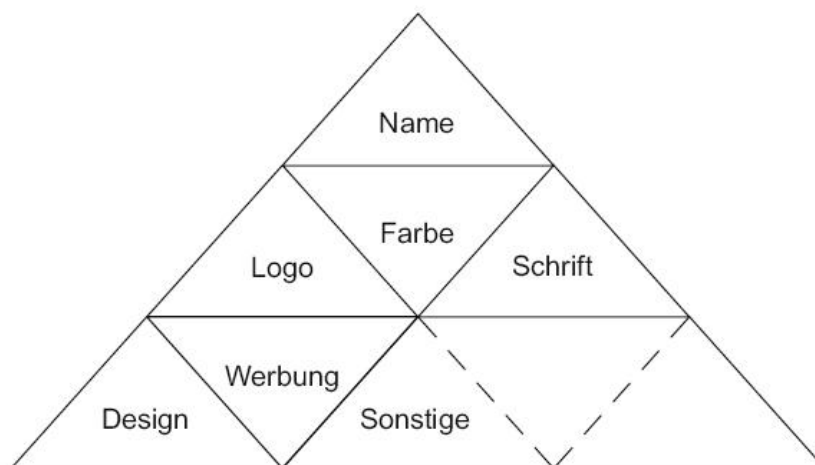 Name
Farbe
Logo
Schrift
Werbung
Design
Sonstige